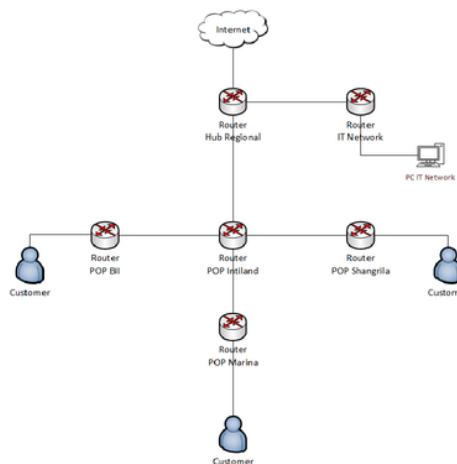 Internet
Router
Hub Regional
Router
IT Network
PC IT Network
Router
POP BII
Router
POP Intiland
Router
POP Shangrila
Customer
Custom
Router
POP Marina
Customer